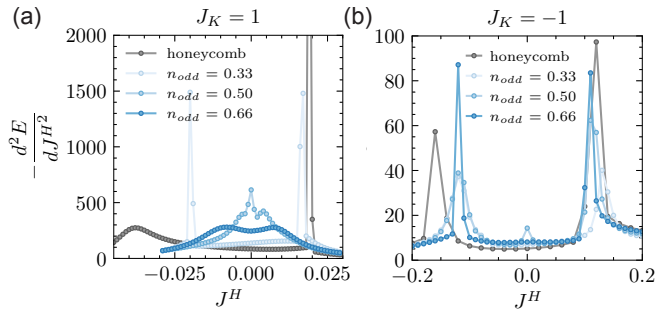 (a)
J_K = 1
−d²E/dJ^H²
2000
1500
1000
500
0
honeycomb
n_odd = 0.33
n_odd = 0.50
n_odd = 0.66
−0.025
0.000
0.025
J^H
(b)
J_K = −1
100
80
60
40
20
0
honeycomb
n_odd = 0.33
n_odd = 0.50
n_odd = 0.66
−0.2
0.0
0.2
J^H